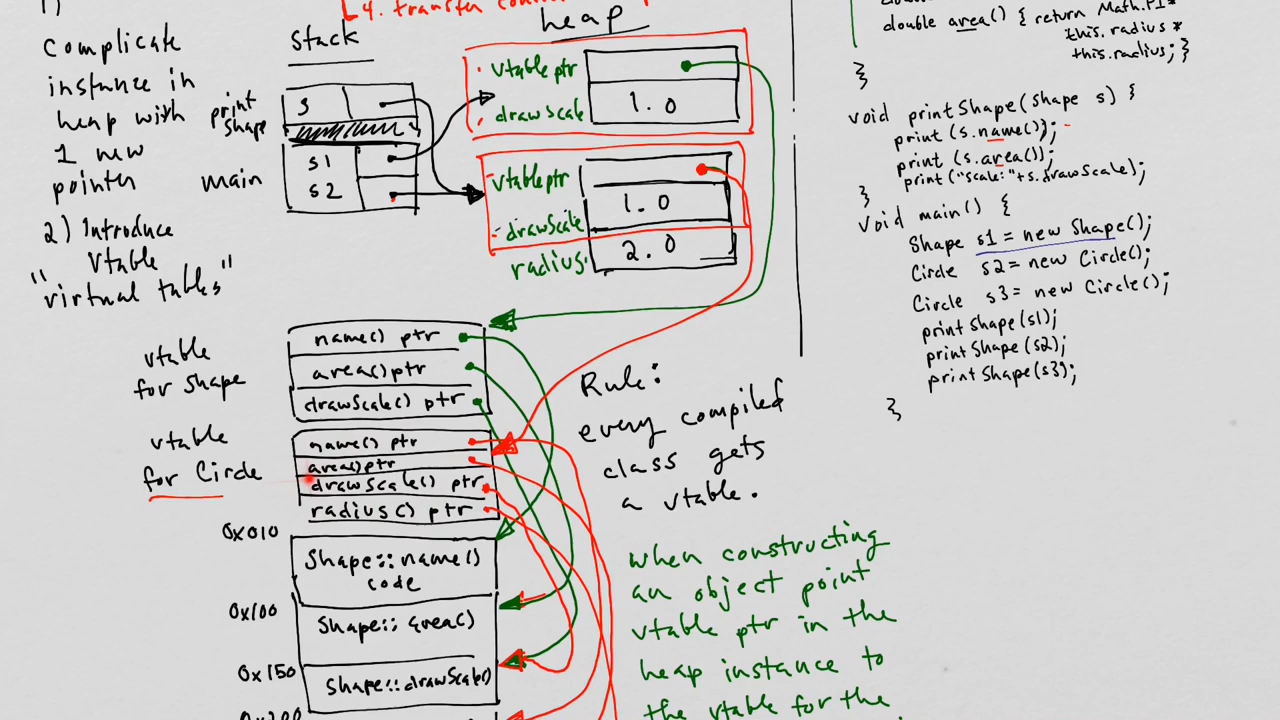 1)
complicate
instance in
heap with
1 new
pointer
2) Introduce
vtable
"virtual tables"
L4. transfer
stack
print
shape
s
main
s1
s2
heap
vtable ptr
drawScale
1.0
vtable ptr
1.0
drawScale
radius:
2.0
vtable
for Shape
name() ptr
area() ptr
drawScale() ptr
vtable
for Circle
name() ptr
area() ptr
drawScale() ptr
radius() ptr
0x010
Shape::name()
code
0x100
Shape::area()
0x150
Shape::drawScale()
0x200
Rule:
every compiled
class gets
a vtable.
when constructing
an object point
vtable ptr in the
heap instance to
the vtable for the
double area() { return Math.PI*
this.radius *
this.radius; }
}
void printShape(Shape s) {
print (s.name());
print (s.area());
print ("scale:"+s.drawScale);
}
void main() {
Shape s1 = new Shape();
Circle s2 = new Circle();
Circle s3 = new Circle();
printShape(s1);
printShape(s2);
printShape(s3);
}